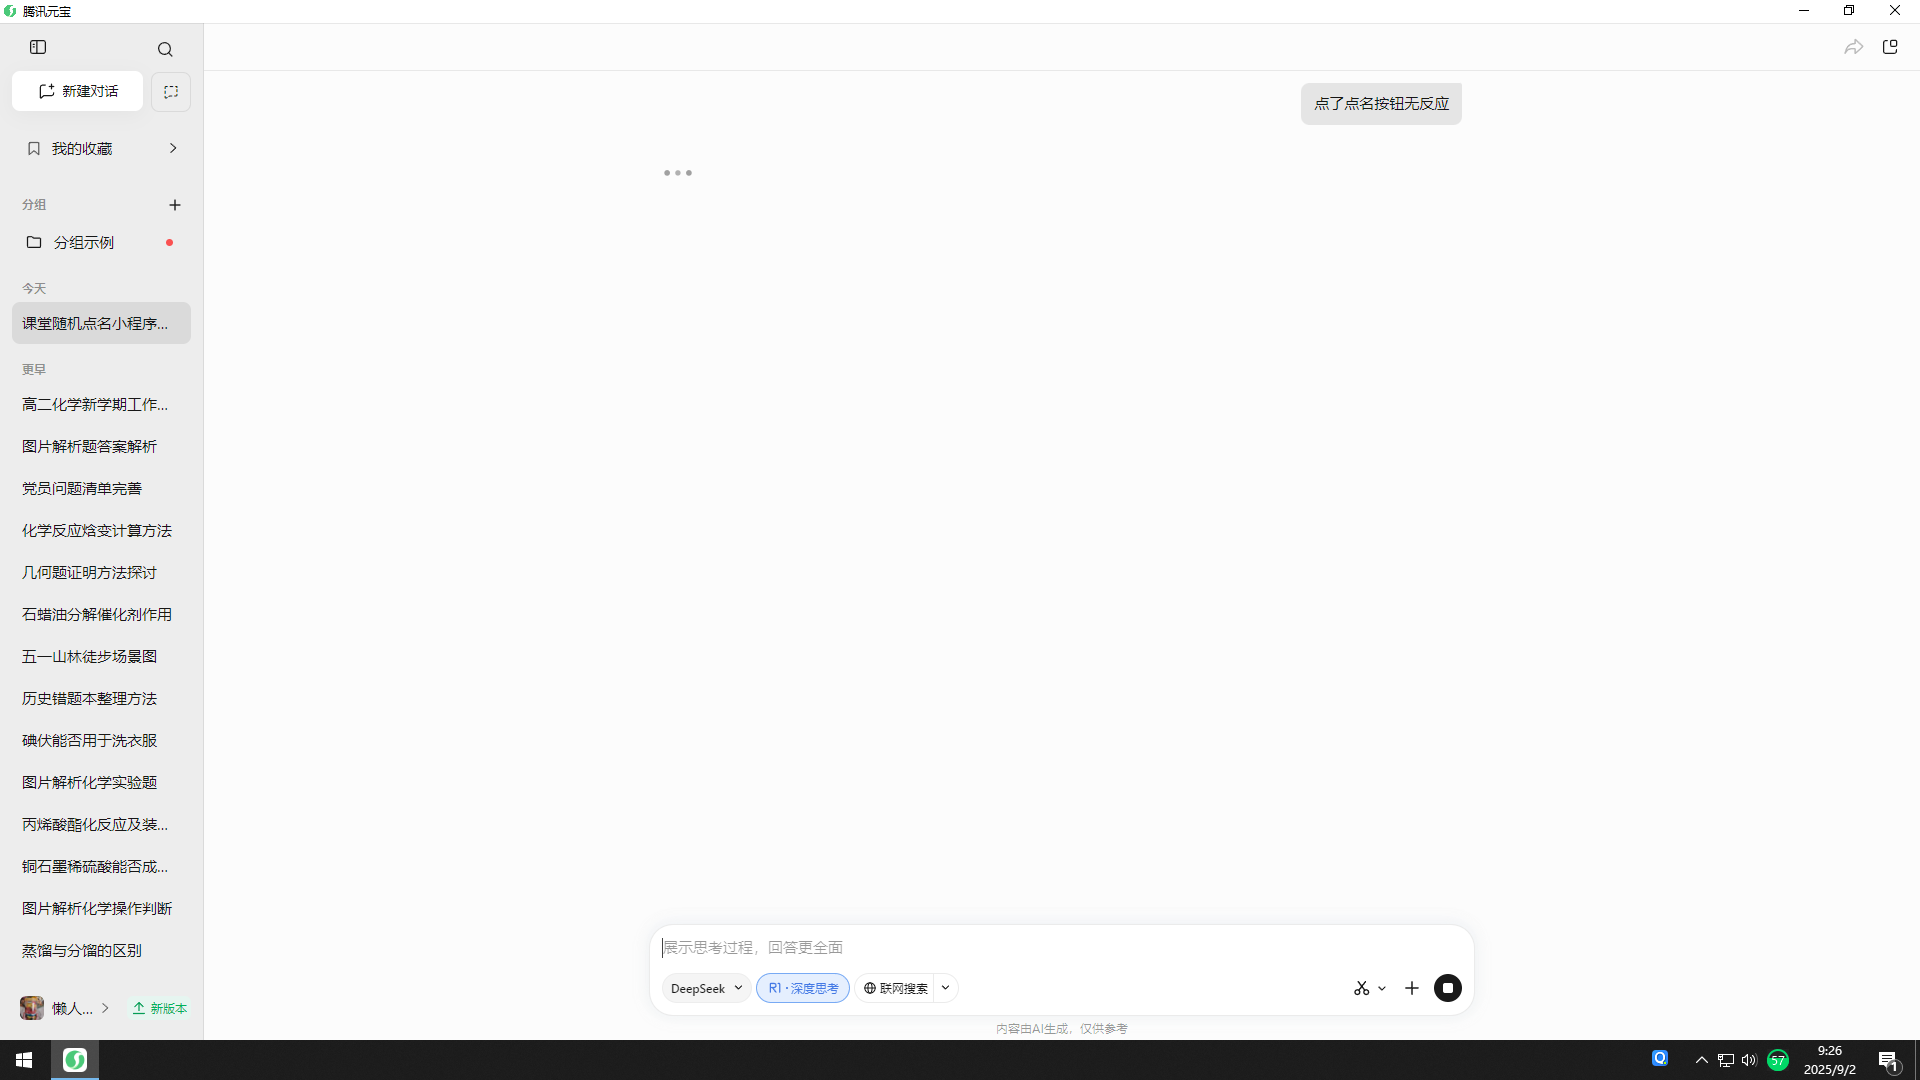 腾讯元宝
新建对话
我的收藏
分组
分组示例
今天
课堂随机点名小程序...
更早
高二化学新学期工作...
图片解析题答案解析
党员问题清单完善
化学反应焓变计算方法
几何题证明方法探讨
石蜡油分解催化剂作用
五一山林徒步场景图
历史错题本整理方法
碘伏能否用于洗衣服
图片解析化学实验题
丙烯酸酯化反应及装...
铜石墨稀硫酸能否成...
图片解析化学操作判断
蒸馏与分馏的区别
懒人...
新版本
点了点名按钮无反应
展示思考过程，回答更全面
DeepSeek
R1 · 深度思考
联网搜索
内容由AI生成，仅供参考
57
9:26
2025/9/2
1